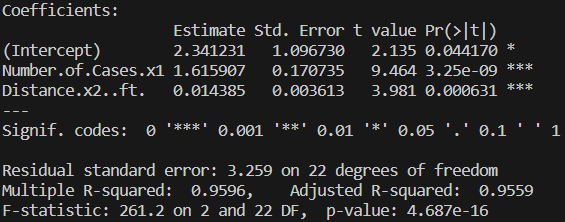 Coefficients:
                    Estimate Std. Error t value Pr(>|t|)
(Intercept)         2.341231   1.096730   2.135 0.044170 *
Number.of.Cases.x1 1.615907   0.170735   9.464 3.25e-09 ***
Distance.x2..ft.    0.014385   0.003613   3.981 0.000631 ***
---
Signif. codes:  0 '***' 0.001 '**' 0.01 '*' 0.05 '.' 0.1 ' ' 1

Residual standard error: 3.259 on 22 degrees of freedom
Multiple R-squared:  0.9596,    Adjusted R-squared:  0.9559
F-statistic: 261.2 on 2 and 22 DF,  p-value: 4.687e-16